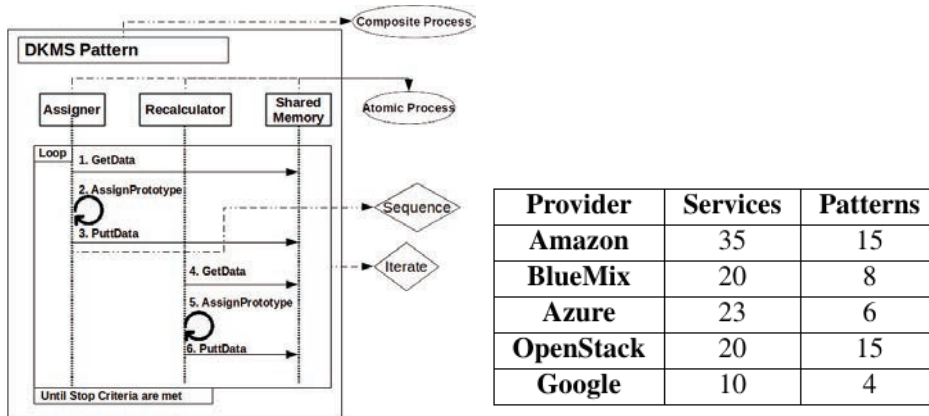 Composite Process
DKMS Pattern
Assigner
Recalculator
Shared
Memory
Atomic Process
Loop
1. GetData
2. AssignPrototype
3. PuttData
Sequence
4. GetData
Iterate
5. AssignPrototype
6. PuttData
Until Stop Criteria are met
Provider Services Patterns
Amazon 35 15
BlueMix 20 8
Azure 23 6
OpenStack 20 15
Google 10 4